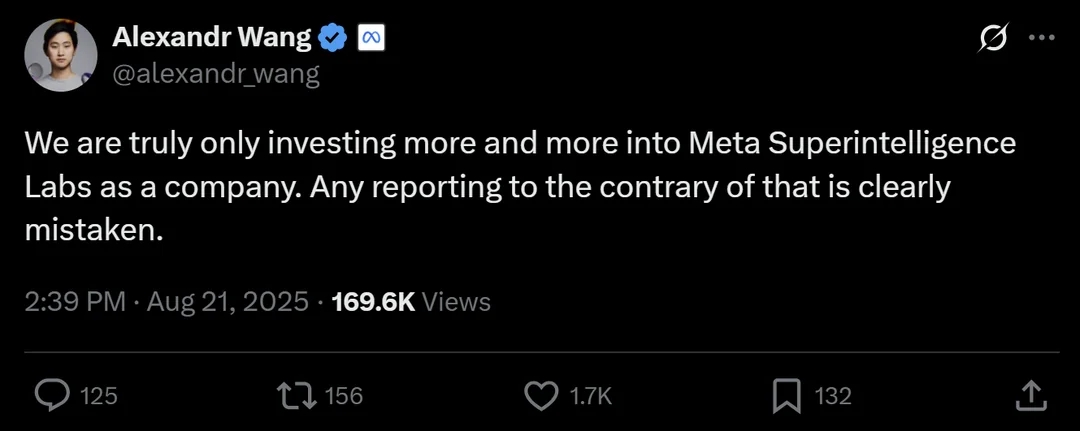 Alexandr Wang
@alexandr_wang
We are truly only investing more and more into Meta Superintelligence
Labs as a company. Any reporting to the contrary of that is clearly
mistaken.
2:39 PM · Aug 21, 2025 · 169.6K Views
125 156 1.7K 132